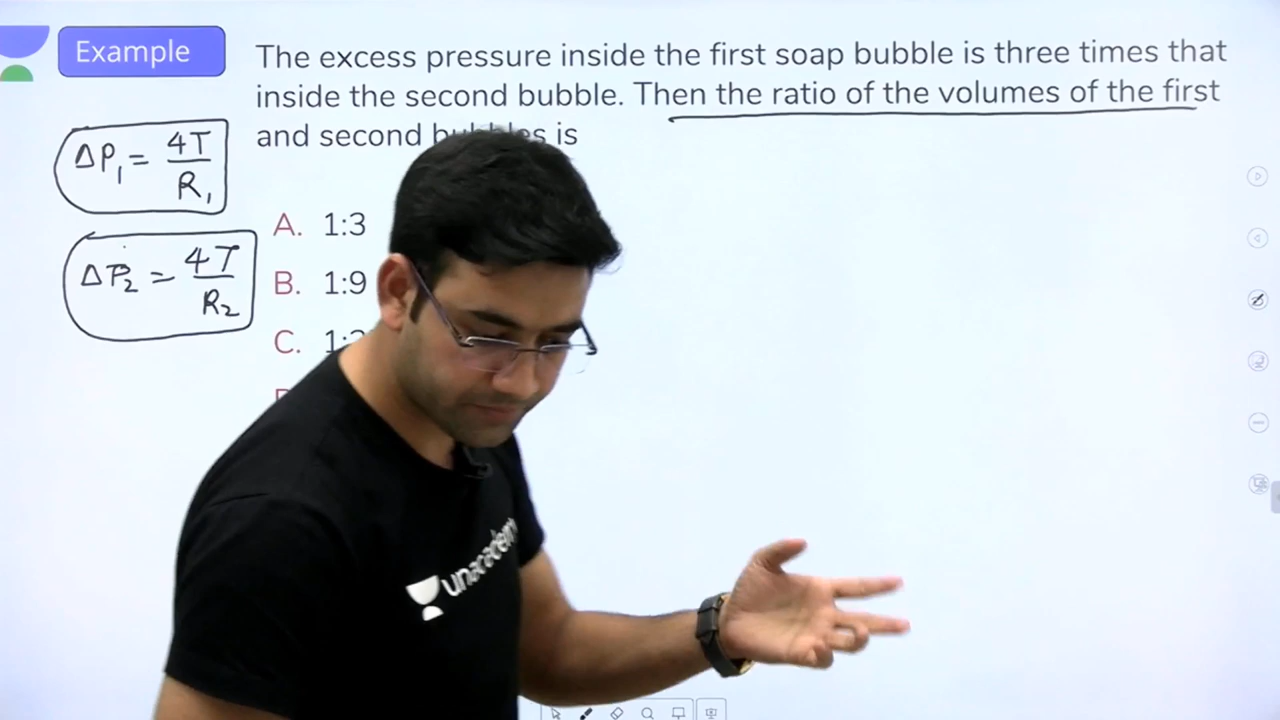 Example
The excess pressure inside the first soap bubble is three times that
inside the second bubble. Then the ratio of the volumes of the first
and second bubbles is
ΔP₁ = 4T/R₁
ΔP₂ = 4T/R₂
A. 1:3
B. 1:9
C.
unacademy